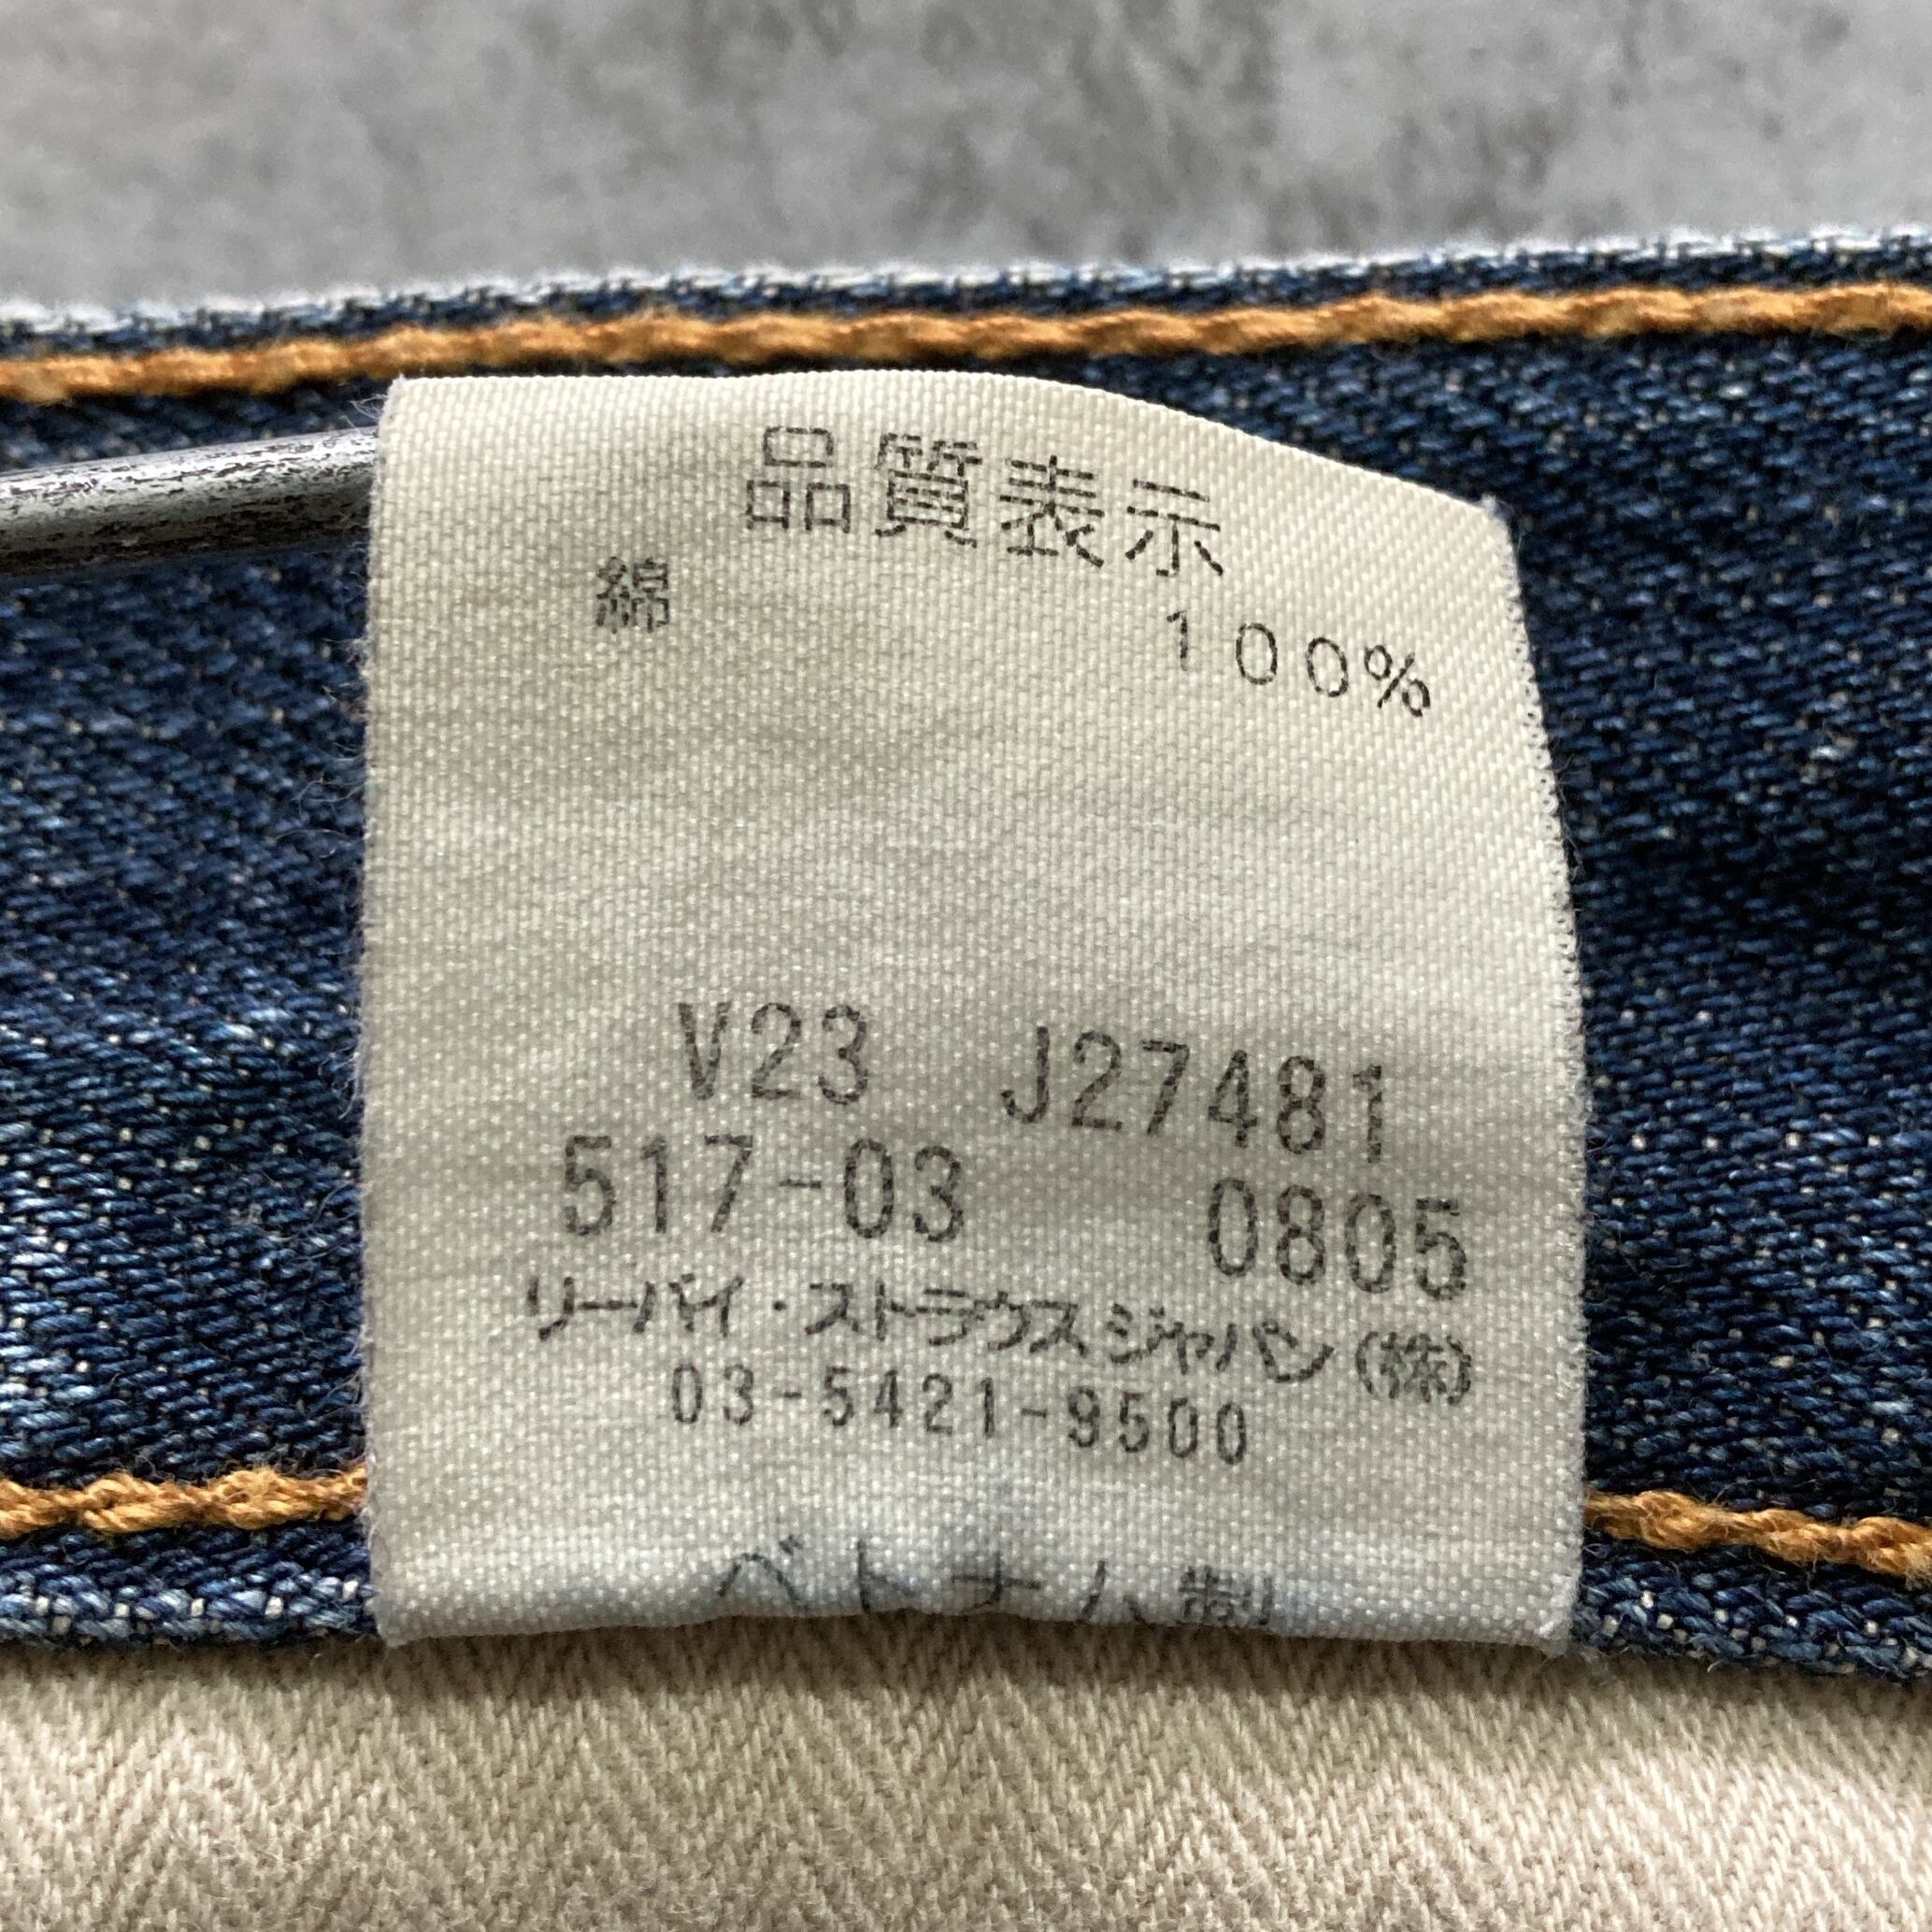 品質表示
綿 100%
V23 J27481
517-03 0805
リーバイ・ストラウスジャパン(株)
03-5421-9500
ベトナム製